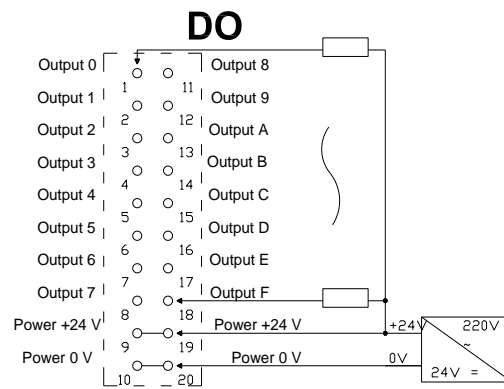 DO
Output 0 Output 8
1 11
Output 1 Output 9
2 12
Output 2 Output A
3 13
Output 3 Output B
4 14
Output 4 Output C
5 15
Output 5 Output D
6 16
Output 6 Output E
7 17
Output 7 Output F
8 18
Power +24 V Power +24 V +24V 220V
~
9 19
Power 0 V Power 0 V 0V
10 20 24V =